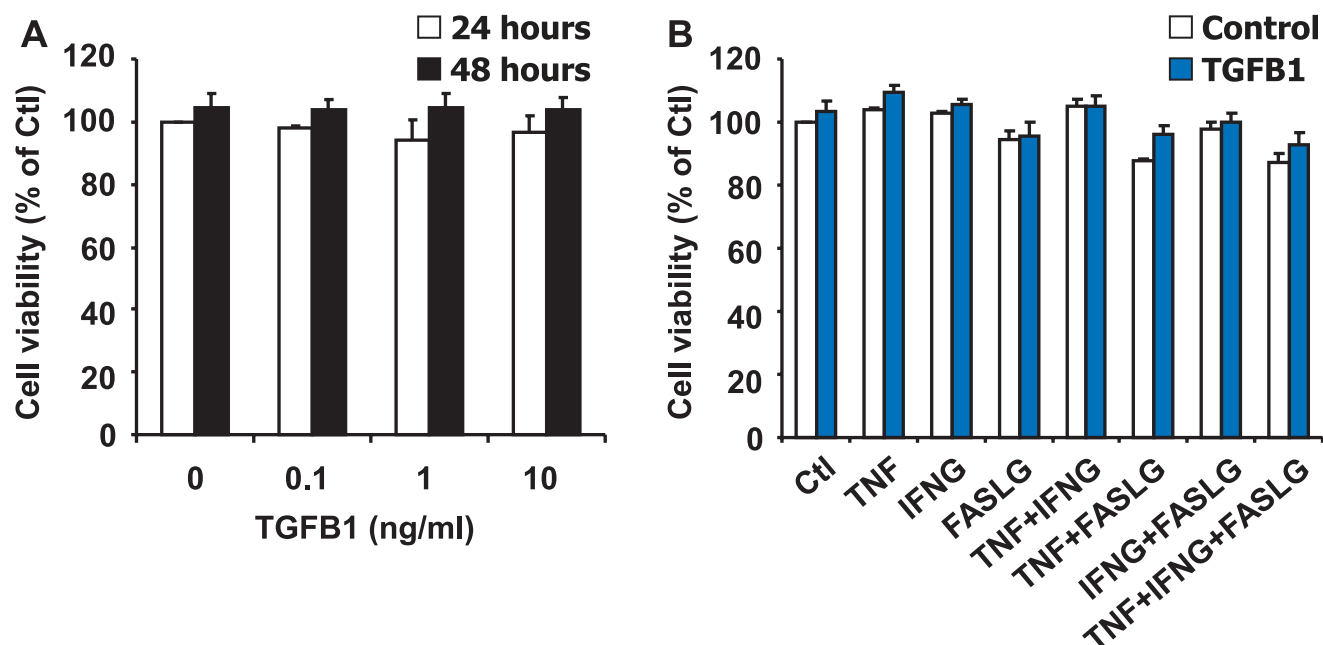 A
24 hours
48 hours
Cell viability (% of Ctl)
120
100
80
60
40
20
0
0 0.1 1 10
TGFB1 (ng/ml)
B
Control
TGFB1
Cell viability (% of Ctl)
120
100
80
60
40
20
0
Ctl
TNF
IFNG
FASLG
TNF+IFNG
TNF+FASLG
IFNG+FASLG
TNF+IFNG+FASLG